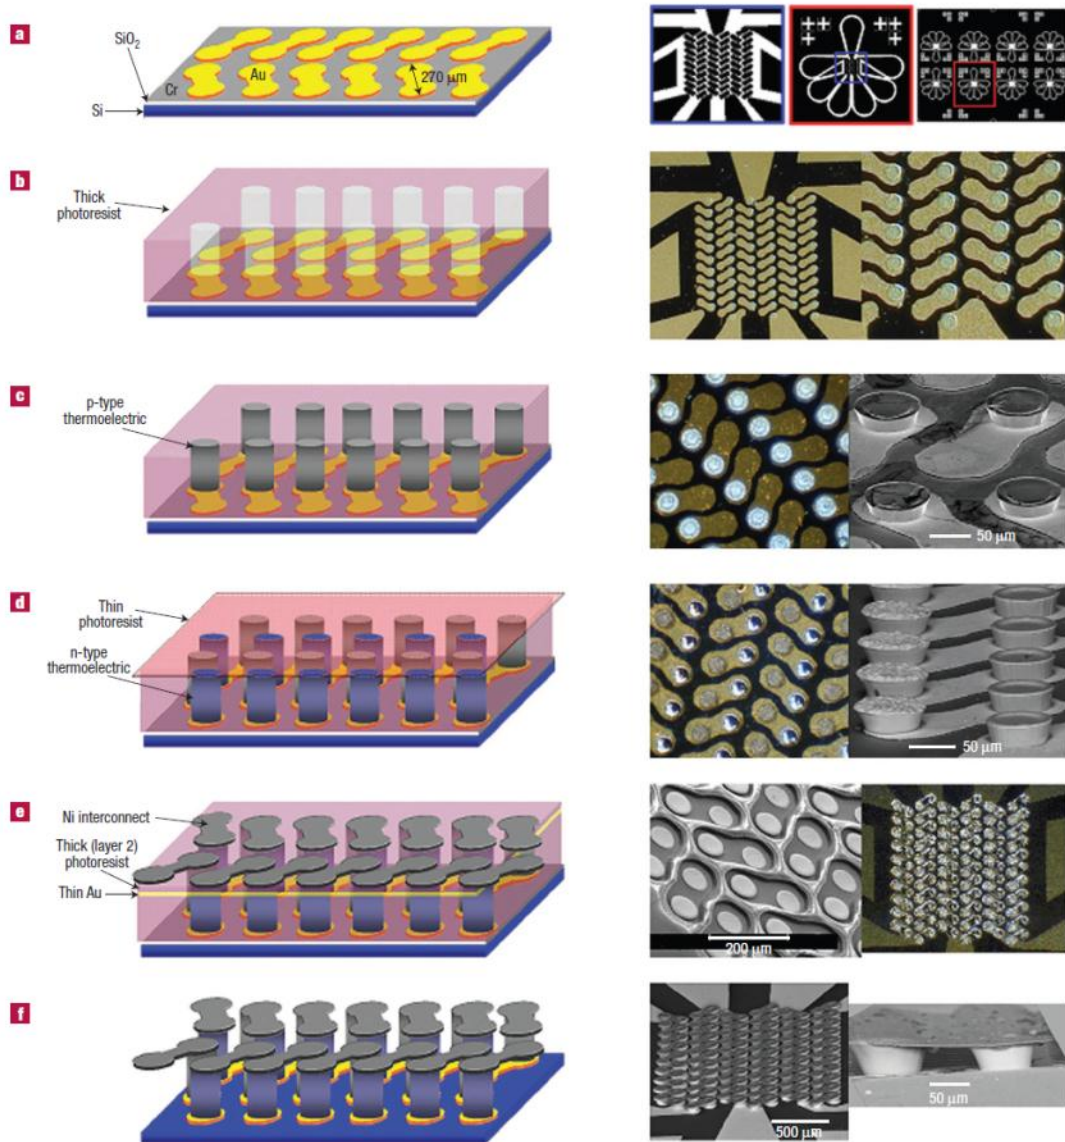 a
SiO₂
Au
270 μm
Cr
Si
b
Thick
photoresist
c
p-type
thermoelectric
50 μm
d
Thin
photoresist
n-type
thermoelectric
50 μm
e
Ni interconnect
Thick (layer 2)
photoresist
Thin Au
200 μm
f
500 μm
50 μm